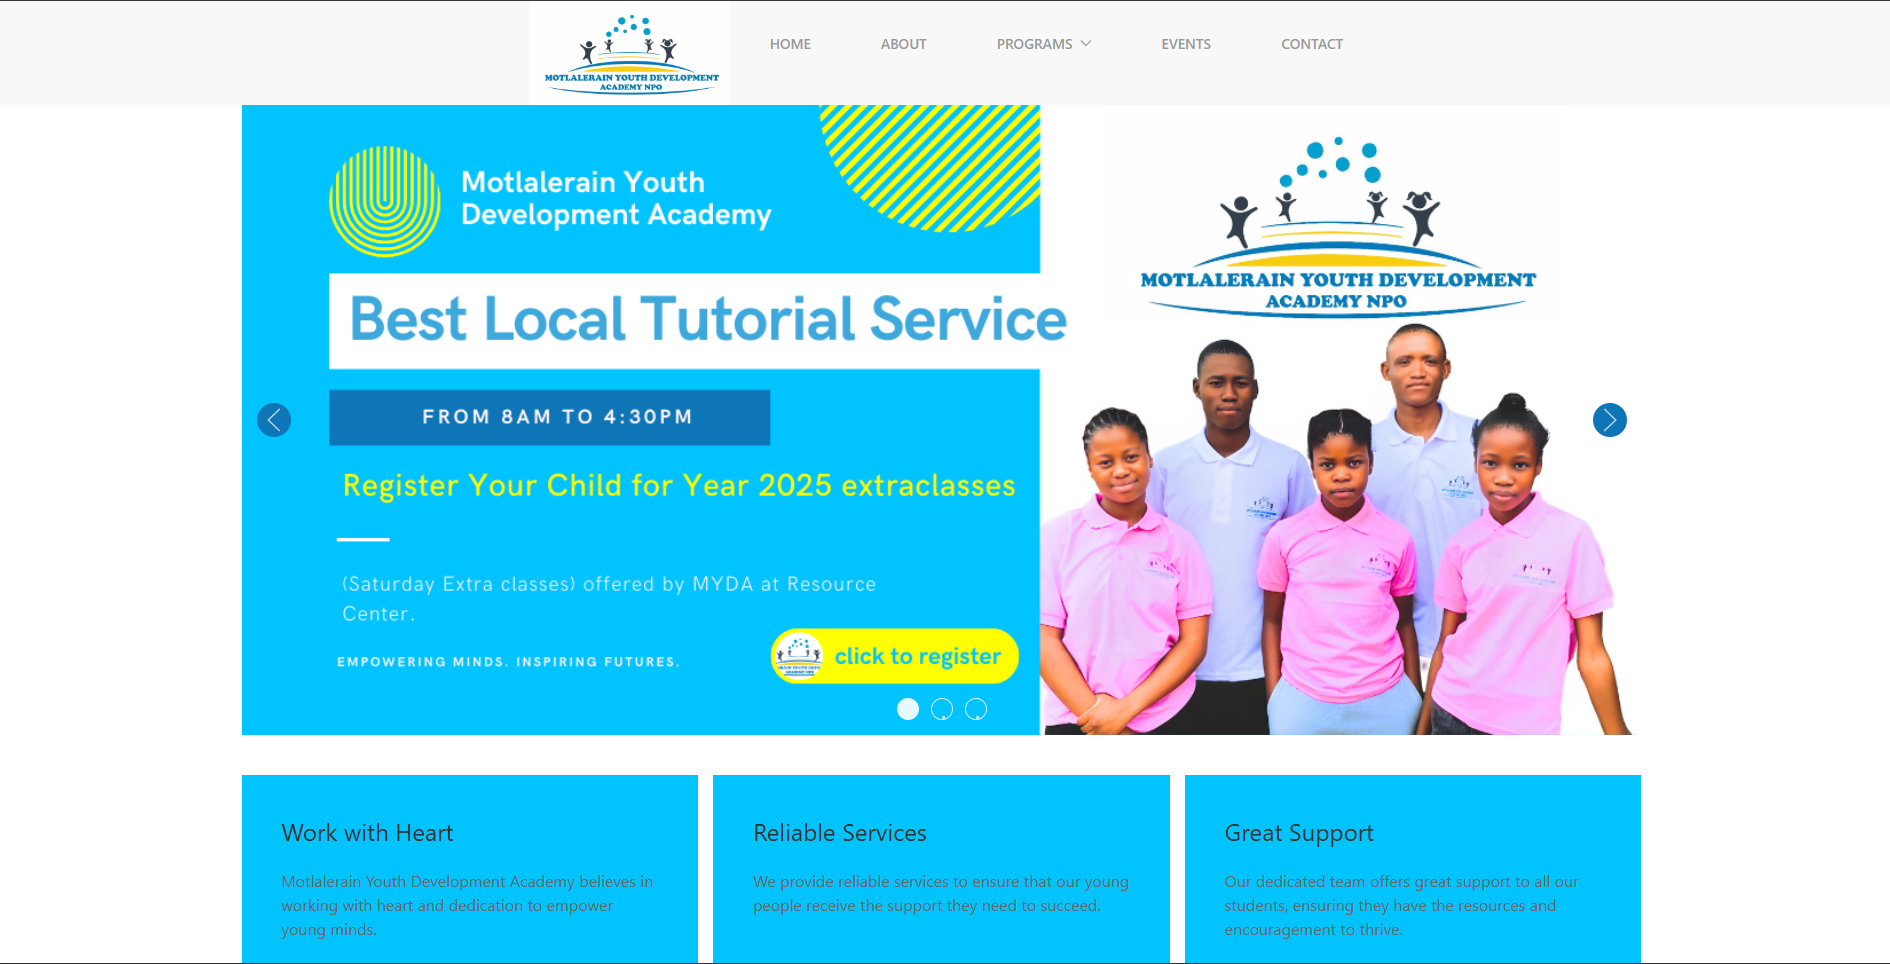 MOTLALERAIN YOUTH DEVELOPMENT
ACADEMY NPO
HOME
ABOUT
PROGRAMS
EVENTS
CONTACT
Motlalerain Youth
Development Academy
MOTLALERAIN YOUTH DEVELOPMENT
ACADEMY NPO
Best Local Tutorial Service
FROM 8AM TO 4:30PM
Register Your Child for Year 2025 extraclasses
(Saturday Extra classes) offered by MYDA at Resource
Center.
EMPOWERING MINDS. INSPIRING FUTURES.
click to register
Work with Heart
Motlalerain Youth Development Academy believes in
working with heart and dedication to empower
young minds.
Reliable Services
We provide reliable services to ensure that our young
people receive the support they need to succeed.
Great Support
Our dedicated team offers great support to all our
students, ensuring they have the resources and
encouragement to thrive.